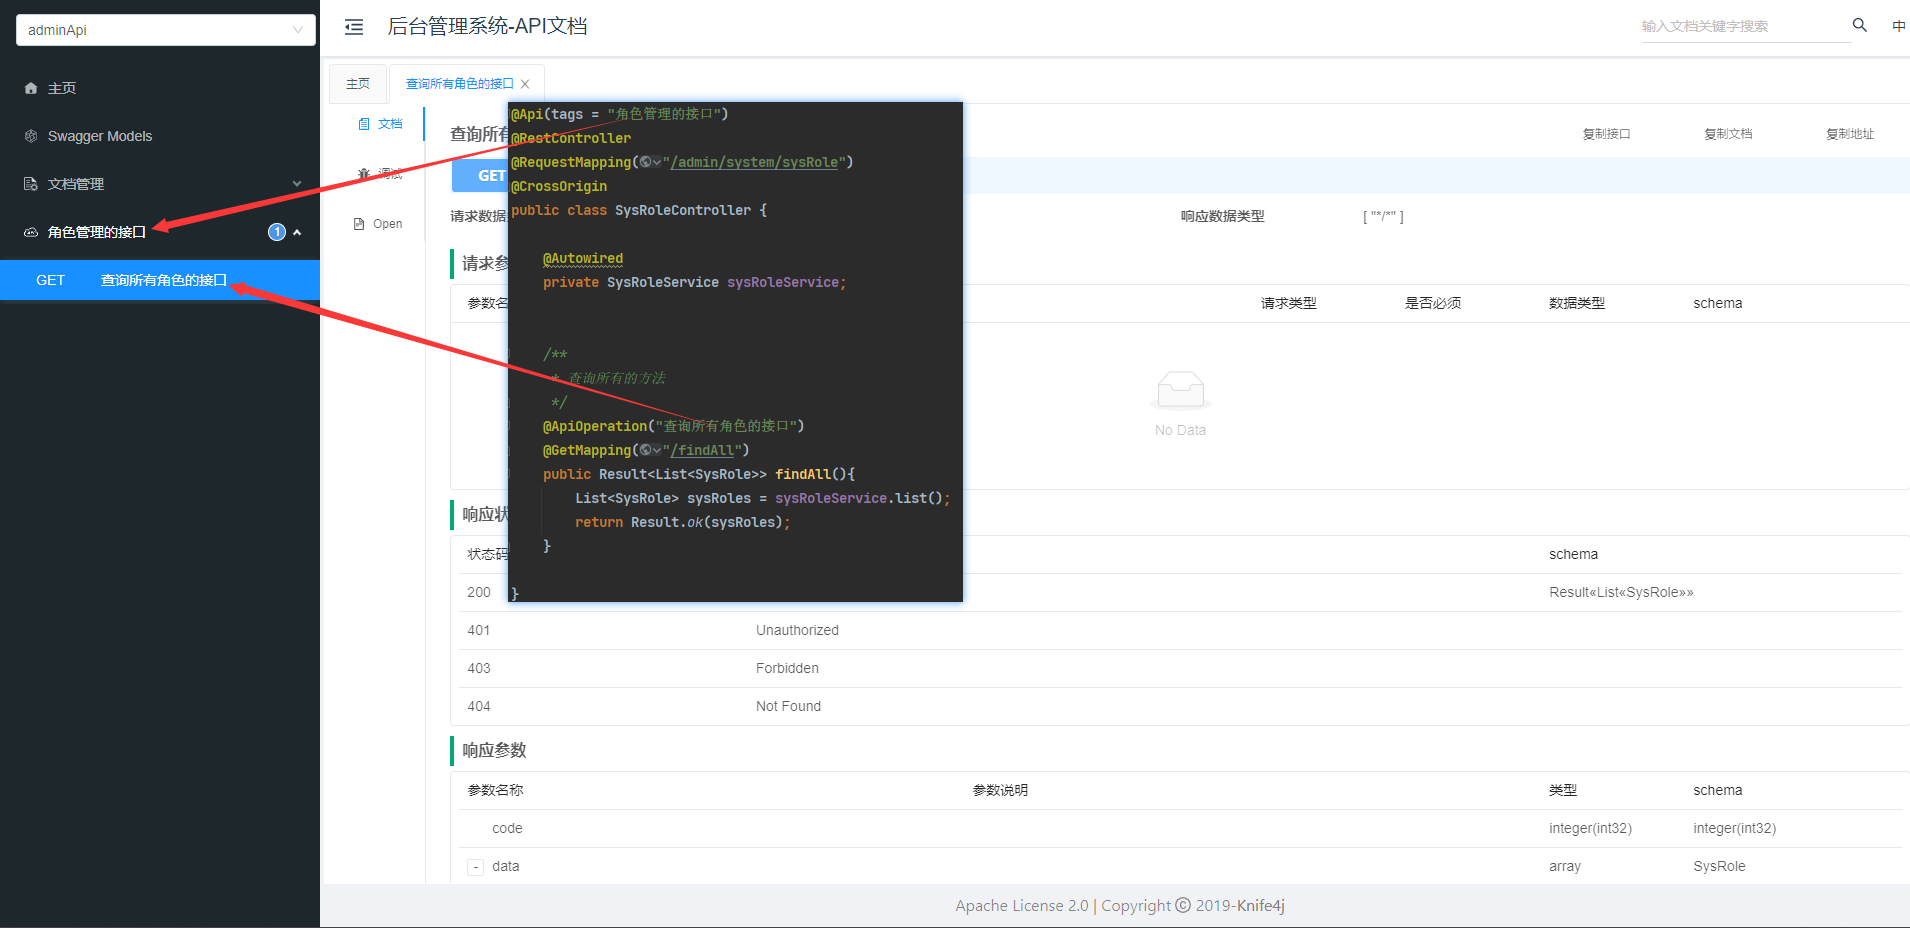 adminApi
主页
Swagger Models
文档管理
角色管理的接口
1
GET 查询所有角色的接口
后台管理系统-API文档
输入文档关键字搜索
中
主页
查询所有角色的接口
文档
调试
Open
查询所有
复制接口 复制文档 复制地址
GET
请求数据
响应数据类型 [ "*/*" ]
请求参
参数名 请求类型 是否必须 数据类型 schema
No Data
响应状
状态码 schema
200 Result«List«SysRole»»
401 Unauthorized
403 Forbidden
404 Not Found
响应参数
参数名称 参数说明 类型 schema
code integer(int32) integer(int32)
- data array SysRole
Apache License 2.0 | Copyright © 2019-Knife4j
@Api(tags = "角色管理的接口")
@RestController
@RequestMapping("/admin/system/sysRole")
@CrossOrigin
public class SysRoleController {
@Autowired
private SysRoleService sysRoleService;
/**
* 查询所有的方法
*/
@ApiOperation("查询所有角色的接口")
@GetMapping("/findAll")
public Result<List<SysRole>> findAll(){
List<SysRole> sysRoles = sysRoleService.list();
return Result.ok(sysRoles);
}
}